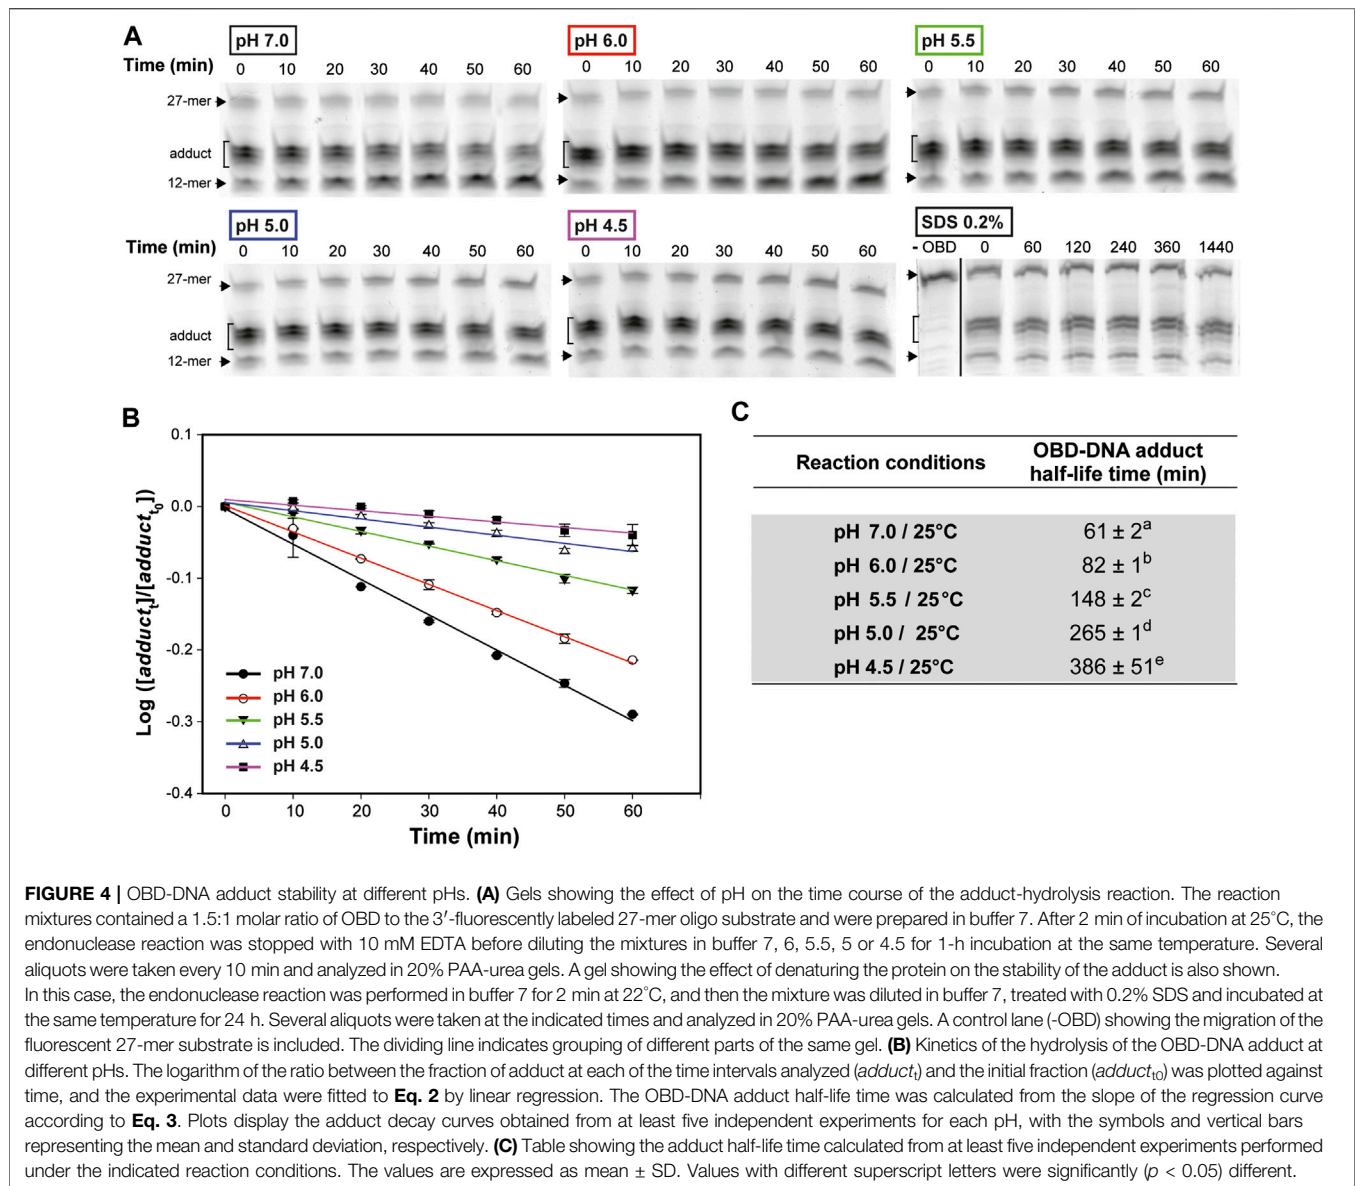 A
pH 7.0
pH 6.0
pH 5.5
Time (min)
0 10 20 30 40 50 60
0 10 20 30 40 50 60
0 10 20 30 40 50 60
27-mer
adduct
12-mer
pH 5.0
pH 4.5
SDS 0.2%
Time (min)
0 10 20 30 40 50 60
0 10 20 30 40 50 60
- OBD 0 60 120 240 360 1440
27-mer
adduct
12-mer
B
Log ([adduct_t]/[adduct_t0])
0.1
0.0
-0.1
-0.2
-0.3
-0.4
pH 7.0
pH 6.0
pH 5.5
pH 5.0
pH 4.5
0 10 20 30 40 50 60
Time (min)
C
Reaction conditions OBD-DNA adduct
half-life time (min)
pH 7.0 / 25°C 61 ± 2ᵃ
pH 6.0 / 25°C 82 ± 1ᵇ
pH 5.5 / 25°C 148 ± 2ᶜ
pH 5.0 / 25°C 265 ± 1ᵈ
pH 4.5 / 25°C 386 ± 51ᵉ
FIGURE 4 | OBD-DNA adduct stability at different pHs. (A) Gels showing the effect of pH on the time course of the adduct-hydrolysis reaction. The reaction
mixtures contained a 1.5:1 molar ratio of OBD to the 3′-fluorescently labeled 27-mer oligo substrate and were prepared in buffer 7. After 2 min of incubation at 25°C, the
endonuclease reaction was stopped with 10 mM EDTA before diluting the mixtures in buffer 7, 6, 5.5, 5 or 4.5 for 1-h incubation at the same temperature. Several
aliquots were taken every 10 min and analyzed in 20% PAA-urea gels. A gel showing the effect of denaturing the protein on the stability of the adduct is also shown.
In this case, the endonuclease reaction was performed in buffer 7 for 2 min at 22°C, and then the mixture was diluted in buffer 7, treated with 0.2% SDS and incubated at
the same temperature for 24 h. Several aliquots were taken at the indicated times and analyzed in 20% PAA-urea gels. A control lane (-OBD) showing the migration of the
fluorescent 27-mer substrate is included. The dividing line indicates grouping of different parts of the same gel. (B) Kinetics of the hydrolysis of the OBD-DNA adduct at
different pHs. The logarithm of the ratio between the fraction of adduct at each of the time intervals analyzed (adduct_t) and the initial fraction (adduct_t0) was plotted against
time, and the experimental data were fitted to Eq. 2 by linear regression. The OBD-DNA adduct half-life time was calculated from the slope of the regression curve
according to Eq. 3. Plots display the adduct decay curves obtained from at least five independent experiments for each pH, with the symbols and vertical bars
representing the mean and standard deviation, respectively. (C) Table showing the adduct half-life time calculated from at least five independent experiments performed
under the indicated reaction conditions. The values are expressed as mean ± SD. Values with different superscript letters were significantly (p < 0.05) different.